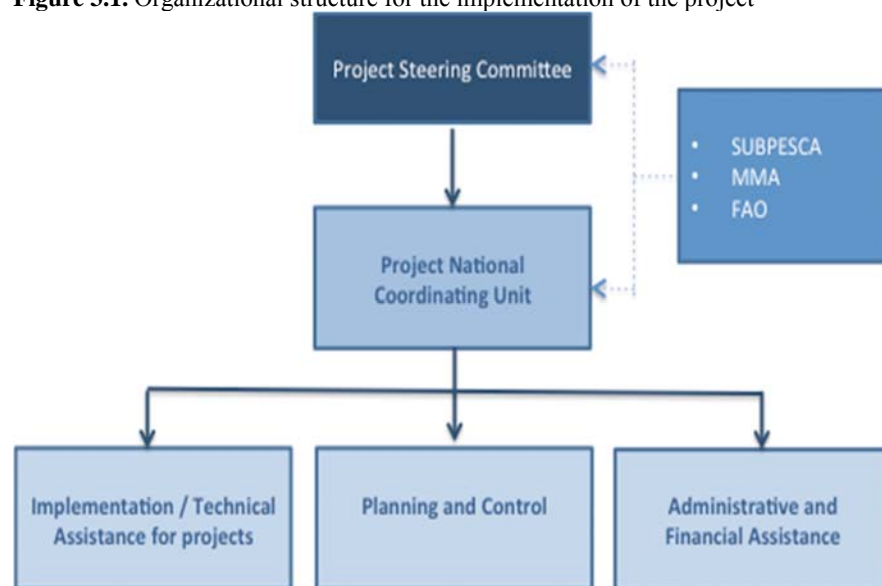 Figure 3.1. Organizational structure for the implementation of the project
Project Steering Committee
• SUBPESCA
• MMA
• FAO
Project National
Coordinating Unit
Implementation / Technical
Assistance for projects
Planning and Control
Administrative and
Financial Assistance